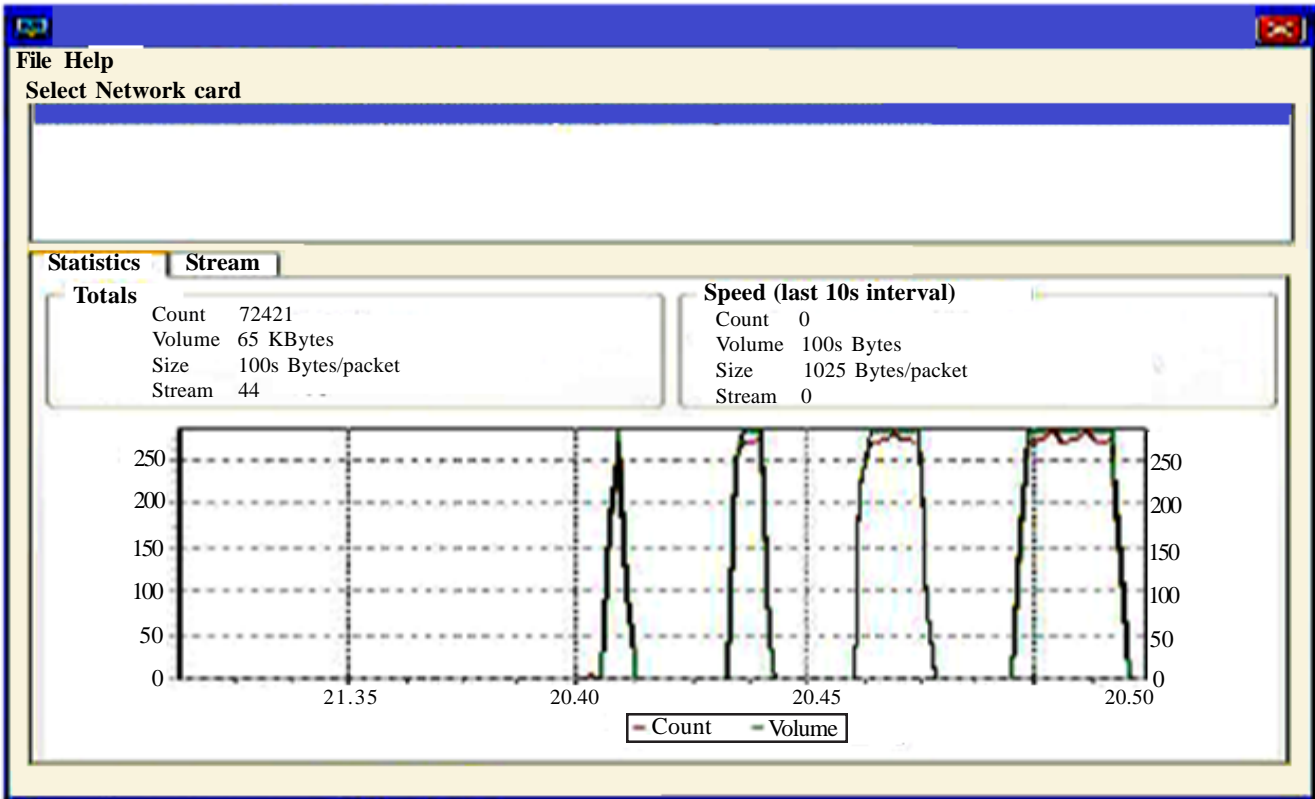 File Help
Select Network card
Statistics Stream
Totals
Count 72421
Volume 65 KBytes
Size 100s Bytes/packet
Stream 44
Speed (last 10s interval)
Count 0
Volume 100s Bytes
Size 1025 Bytes/packet
Stream 0
250 250
200 200
150 150
100 100
50 50
0 0
21.35 20.40 20.45 20.50
Count Volume